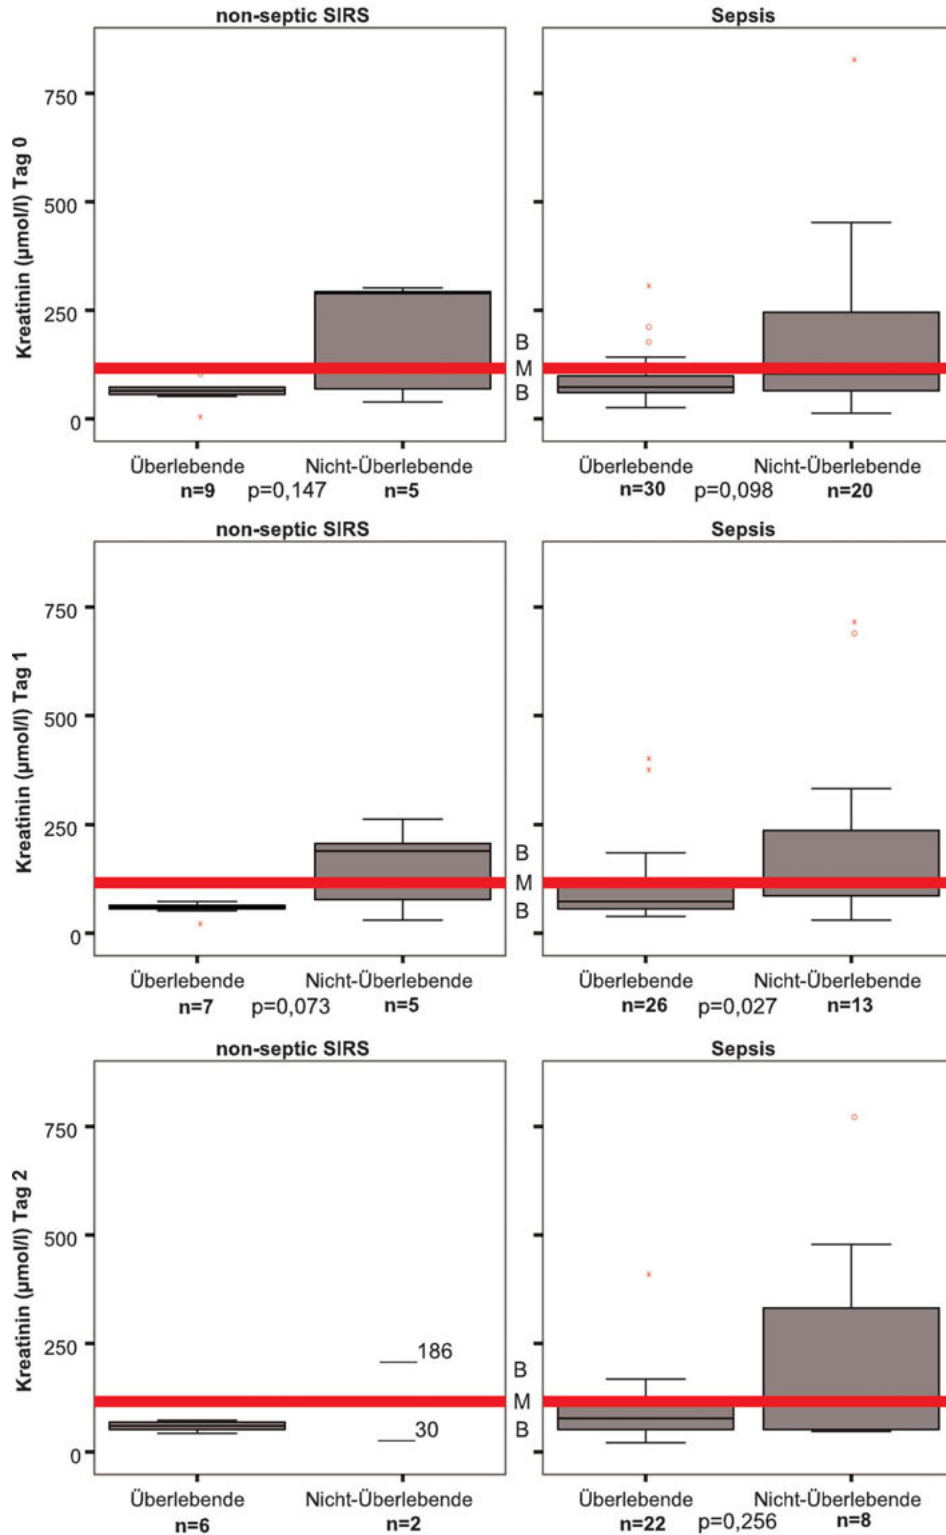 non-septic SIRS Sepsis
Kreatinin (µmol/l) Tag 0
750
500
250
0
B
M
B
Überlebende Nicht-Überlebende Überlebende Nicht-Überlebende
n=9 p=0,147 n=5 n=30 p=0,098 n=20
non-septic SIRS Sepsis
Kreatinin (µmol/l) Tag 1
750
500
250
0
B
M
B
Überlebende Nicht-Überlebende Überlebende Nicht-Überlebende
n=7 p=0,073 n=5 n=26 p=0,027 n=13
non-septic SIRS Sepsis
Kreatinin (µmol/l) Tag 2
750
500
250
0
186
30
B
M
B
Überlebende Nicht-Überlebende Überlebende Nicht-Überlebende
n=6 n=2 n=22 p=0,256 n=8